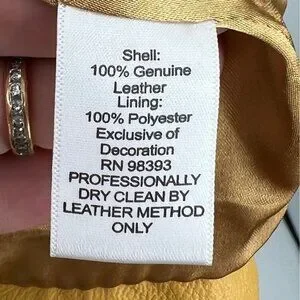 Shell:
100% Genuine
Leather
Lining:
100% Polyester
Exclusive of
Decoration
RN 98393
PROFESSIONALLY
DRY CLEAN BY
LEATHER METHOD
ONLY